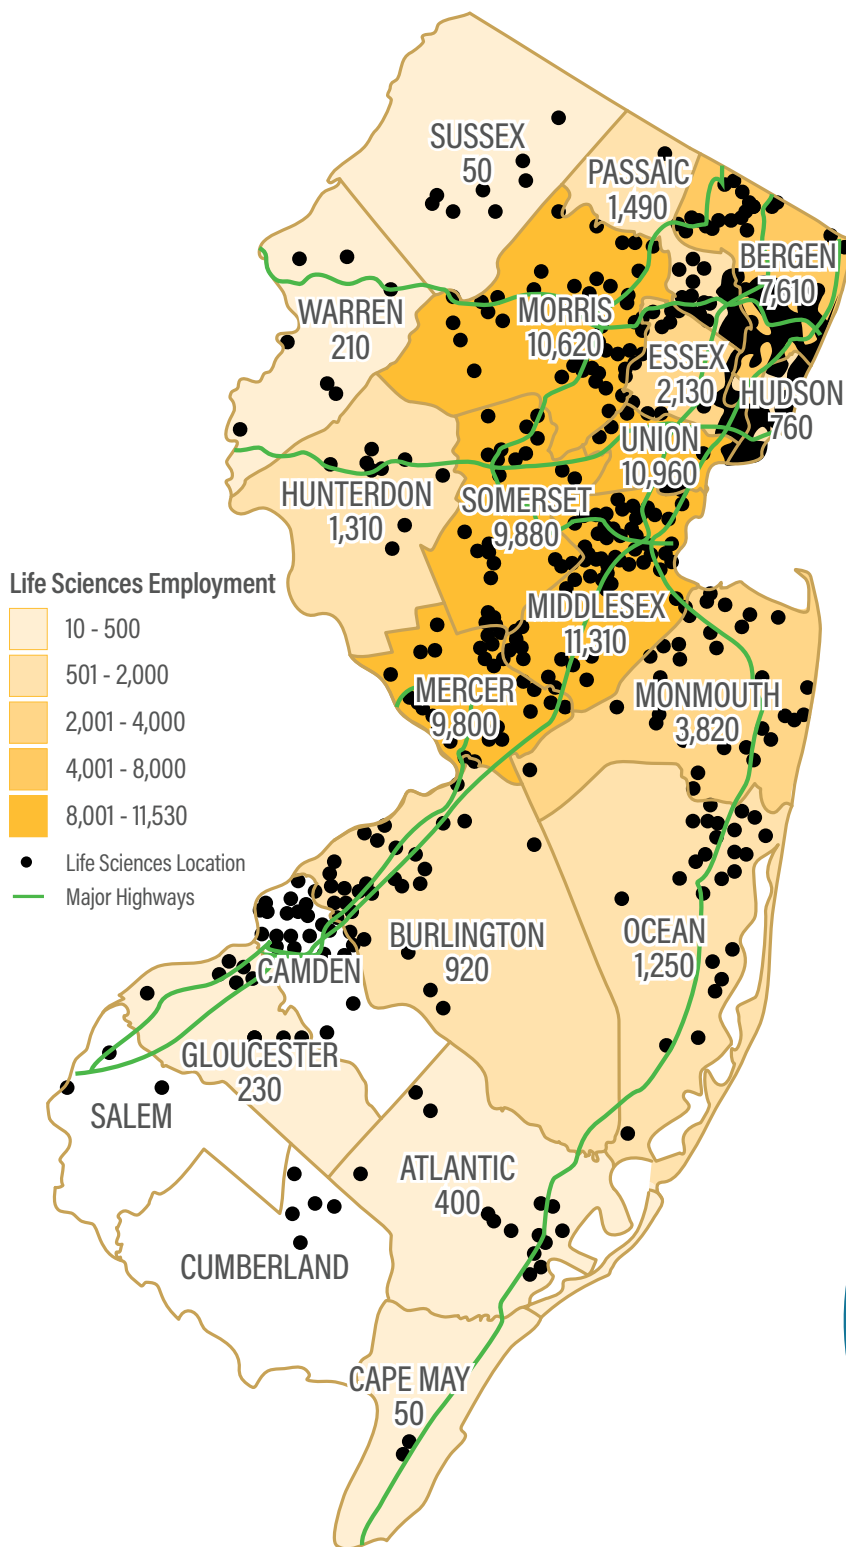 SUSSEX
50
PASSAIC
1,490
BERGEN
7,610
WARREN
210
MORRIS
10,620
ESSEX
2,130
HUDSON
760
UNION
10,960
HUNTERDON
1,310
SOMERSET
9,880
Life Sciences Employment
10 - 500
501 - 2,000
2,001 - 4,000
4,001 - 8,000
8,001 - 11,530
Life Sciences Location
Major Highways
MIDDLESEX
11,310
MERCER
9,800
MONMOUTH
3,820
BURLINGTON
920
OCEAN
1,250
CAMDEN
GLOUCESTER
230
SALEM
ATLANTIC
400
CUMBERLAND
CAPE MAY
50